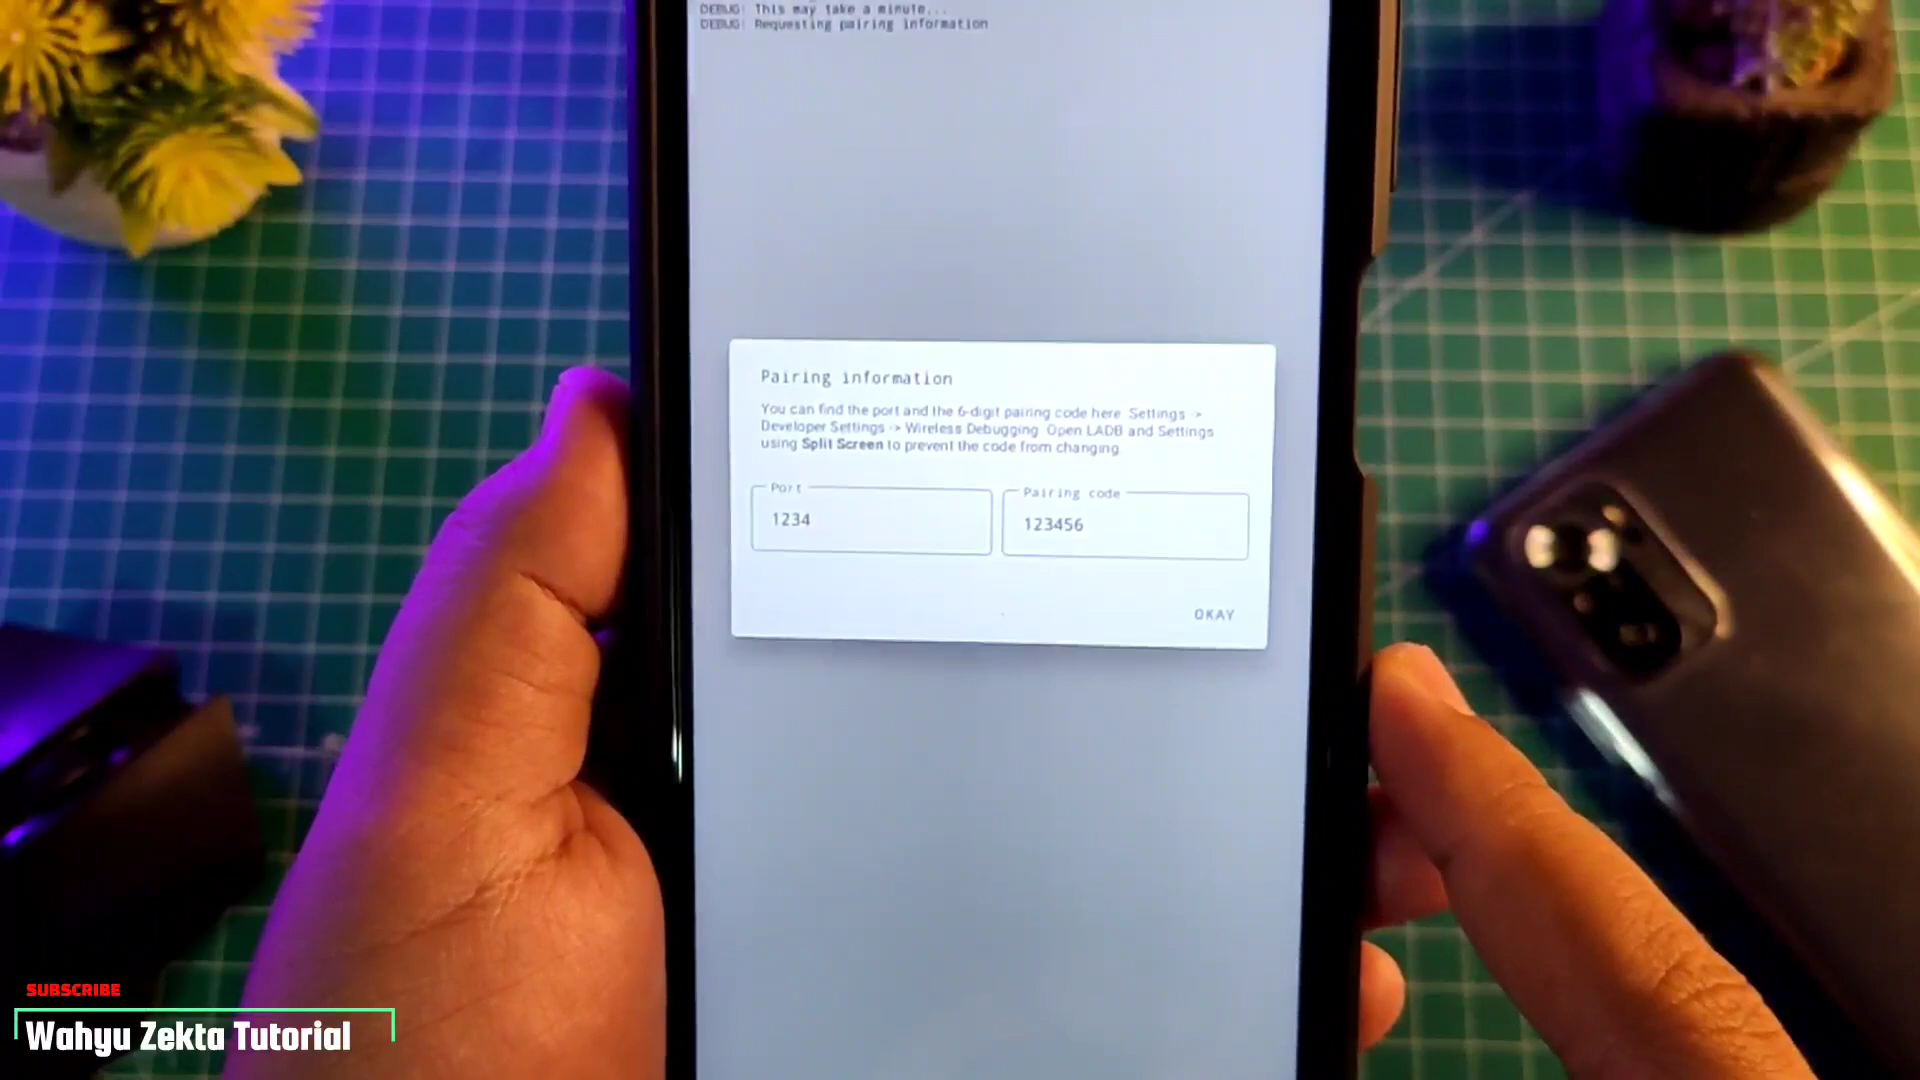 DEBUG: This may take a minute...
DEBUG: Requesting pairing information
Pairing information
You can find the port and the 6-digit pairing code here: Settings ->
Developer Settings -> Wireless Debugging. Open LADB and Settings
using Split Screen to prevent the code from changing.
Port
1234
Pairing code
123456
OKAY
SUBSCRIBE
Wahyu Zekta Tutorial